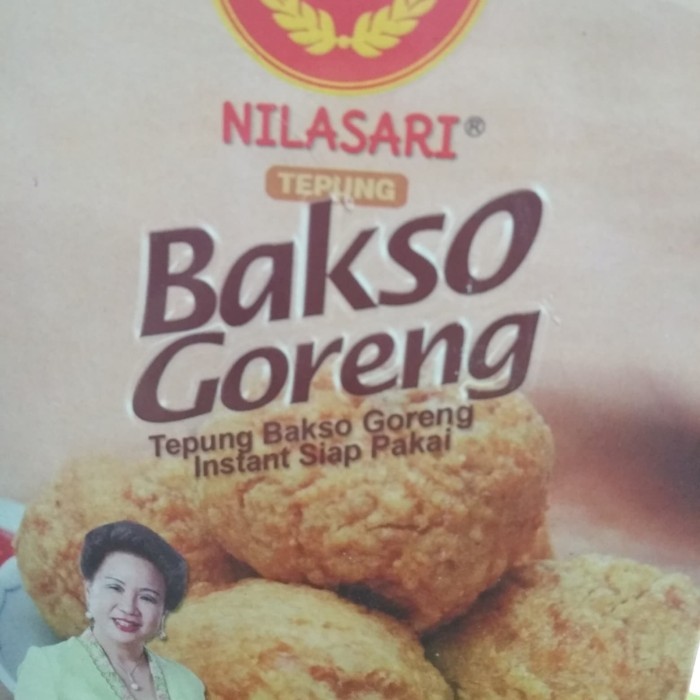 NILASARI®
TEPUNG
Bakso
Goreng
Tepung Bakso Goreng
Instant Siap Pakai